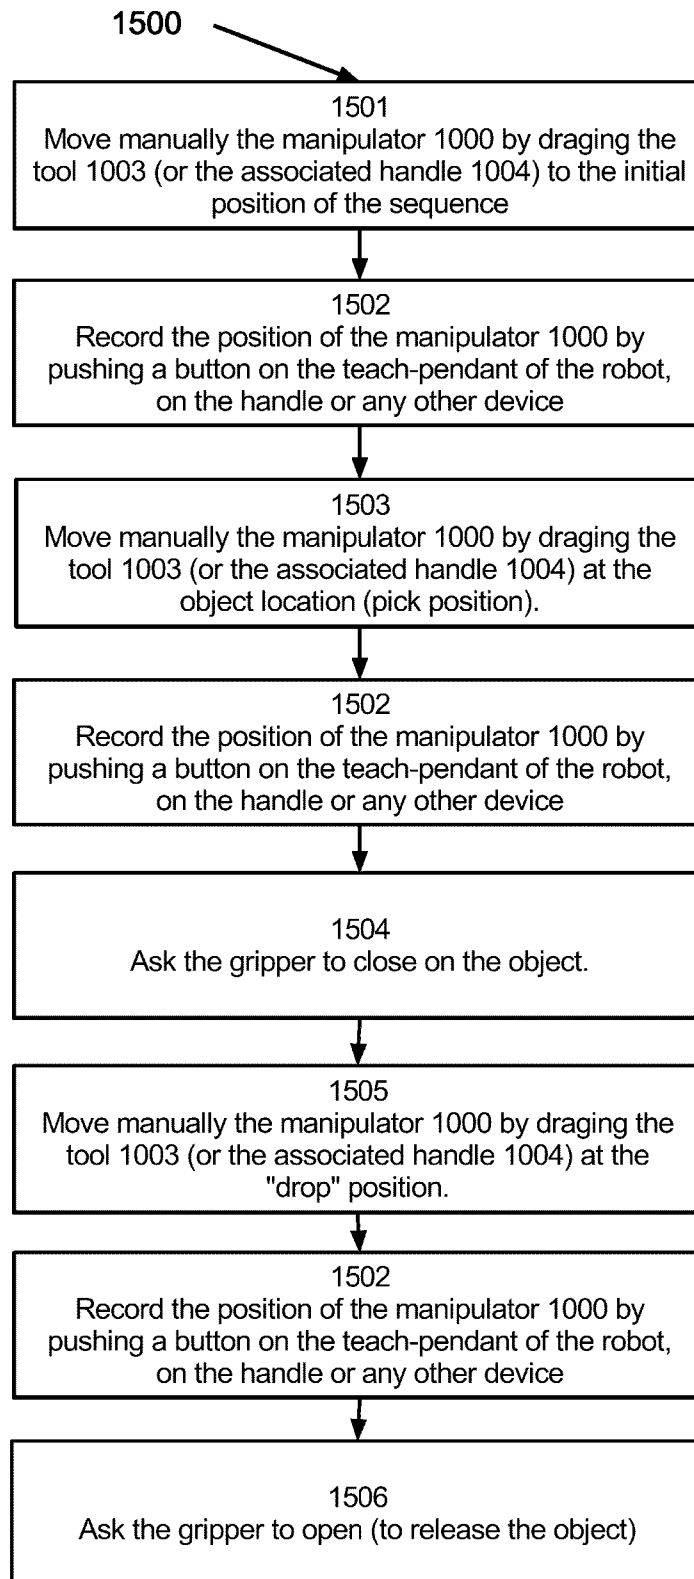 1500
1501
Move manually the manipulator 1000 by draging the
tool 1003 (or the associated handle 1004) to the initial
position of the sequence
1502
Record the position of the manipulator 1000 by
pushing a button on the teach-pendant of the robot,
on the handle or any other device
1503
Move manually the manipulator 1000 by draging the
tool 1003 (or the associated handle 1004) at the
object location (pick position).
1502
Record the position of the manipulator 1000 by
pushing a button on the teach-pendant of the robot,
on the handle or any other device
1504
Ask the gripper to close on the object.
1505
Move manually the manipulator 1000 by draging the
tool 1003 (or the associated handle 1004) at the
"drop" position.
1502
Record the position of the manipulator 1000 by
pushing a button on the teach-pendant of the robot,
on the handle or any other device
1506
Ask the gripper to open (to release the object)